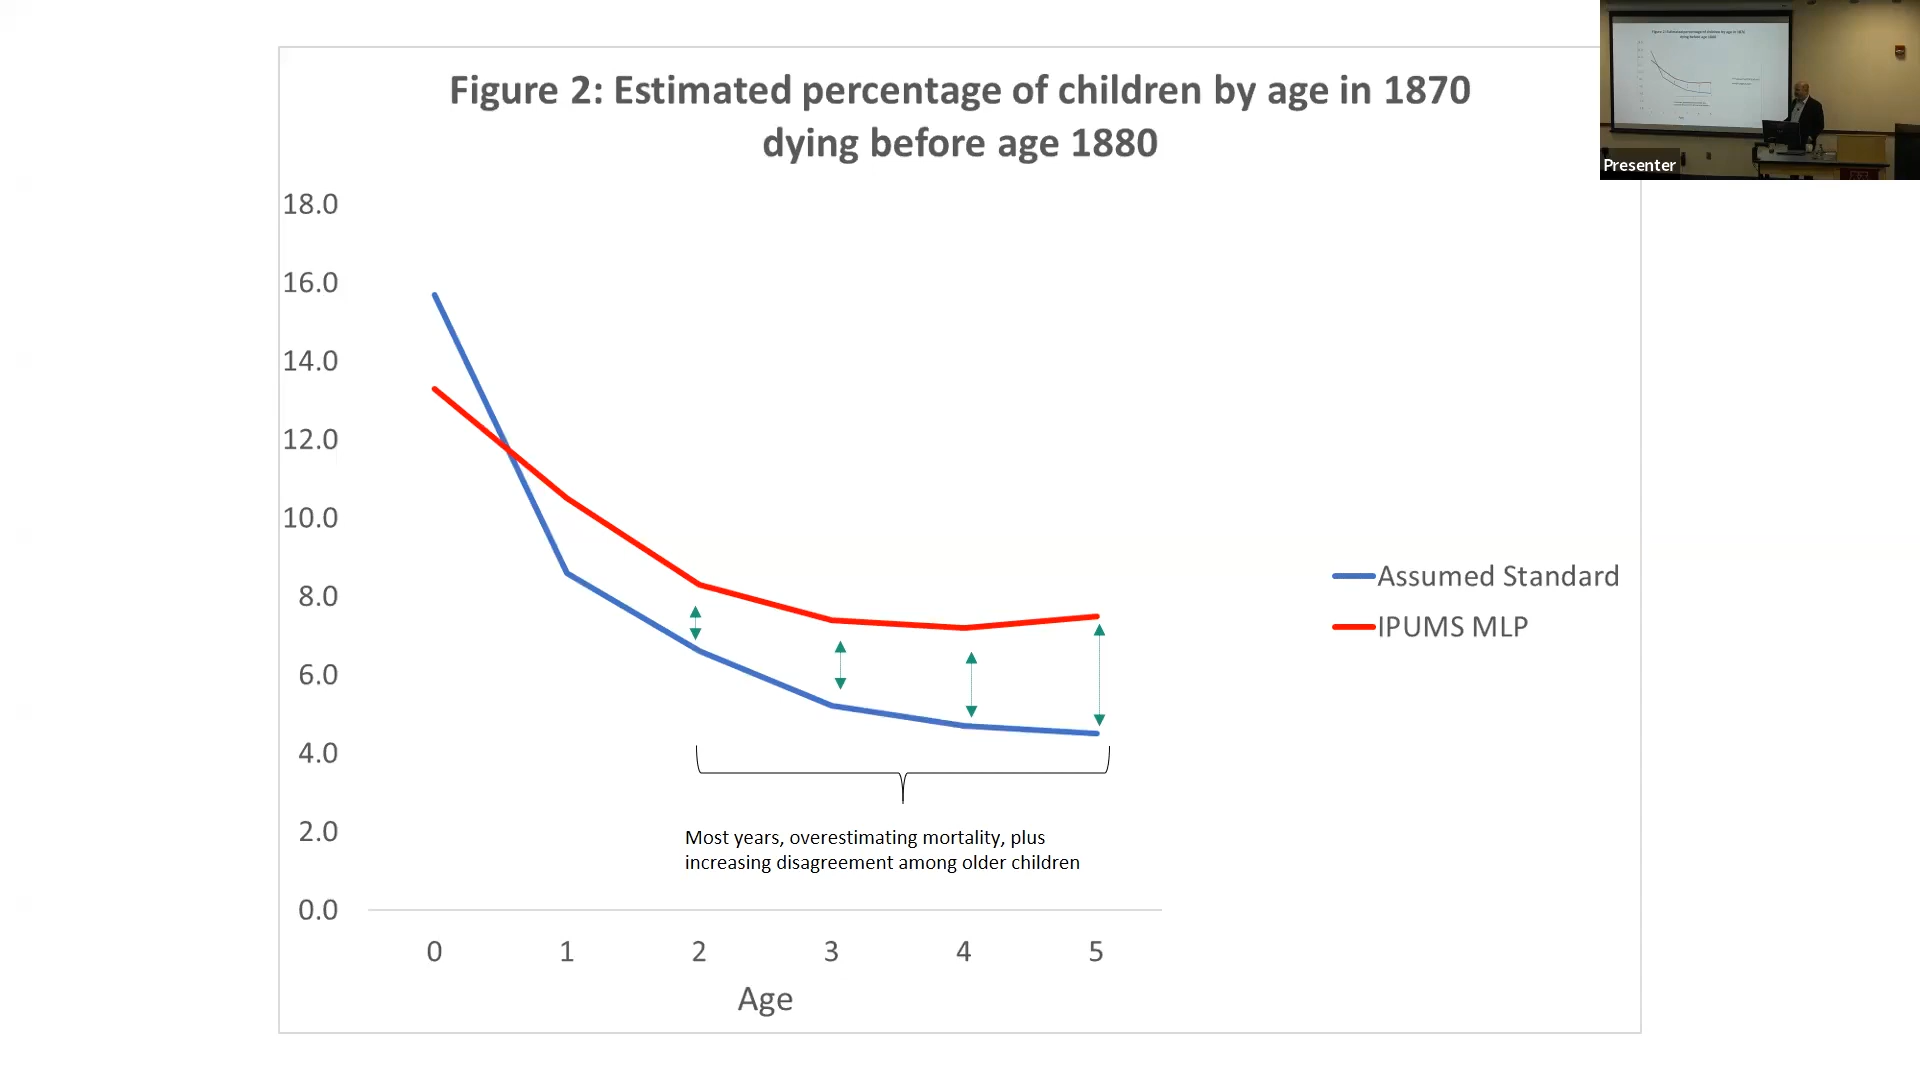 Figure 2: Estimated percentage of children by age in 1870
dying before age 1880
18.0
16.0
14.0
12.0
10.0
8.0
6.0
4.0
2.0
0.0
0 1 2 3 4 5
Age
Assumed Standard
IPUMS MLP
Most years, overestimating mortality, plus
increasing disagreement among older children
Presenter